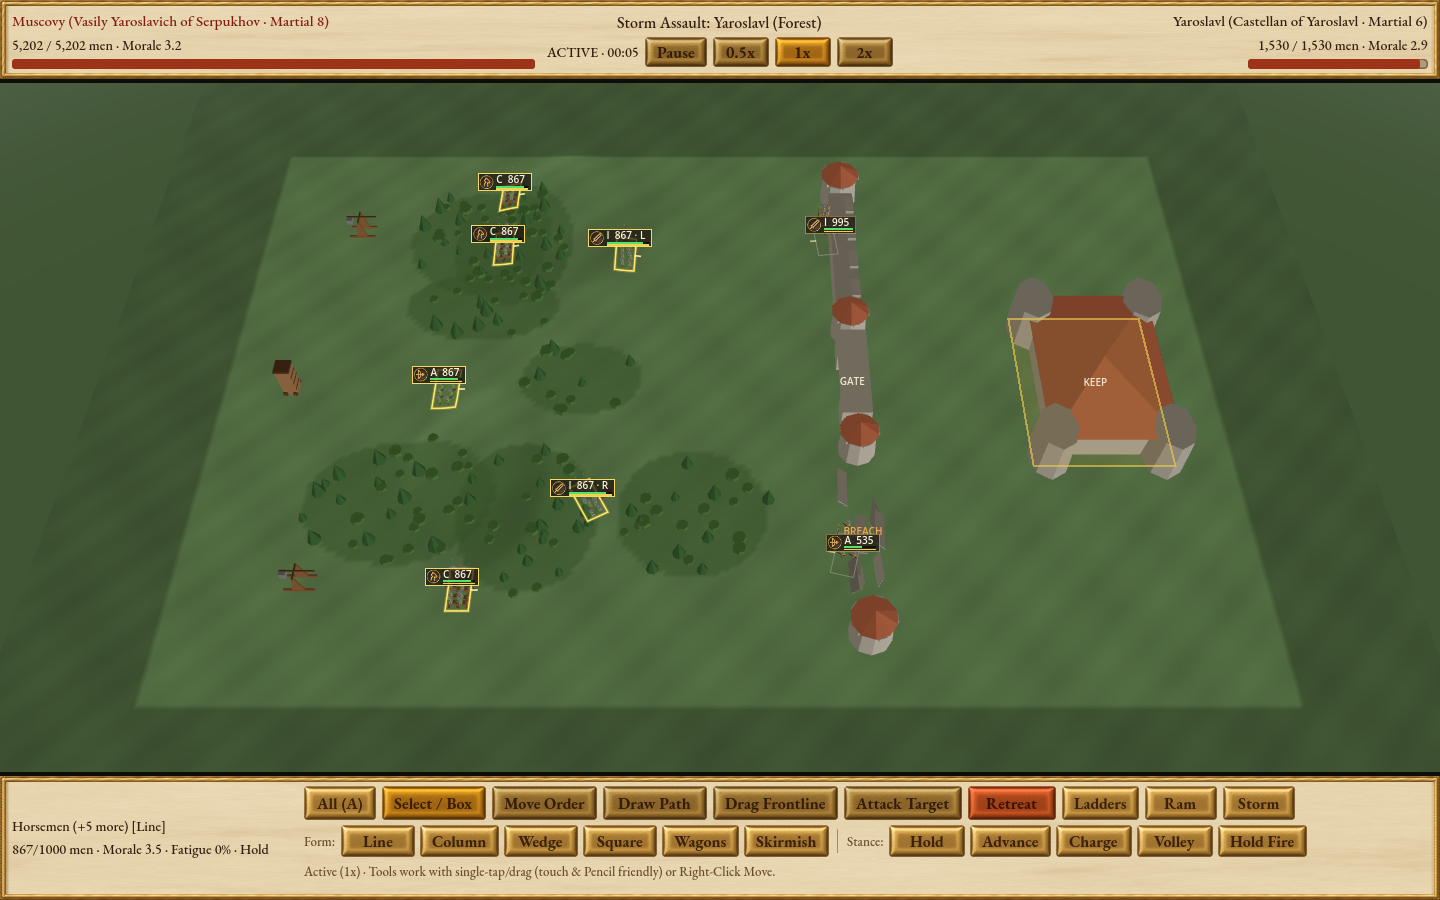 Muscovy (Vasily Yaroslavich of Serpukhov · Martial 8)
5,202 / 5,202 men · Morale 3.2
Storm Assault: Yaroslavl (Forest)
ACTIVE · 00:05
Pause
0.5x
1x
2x
Yaroslavl (Castellan of Yaroslavl · Martial 6)
1,530 / 1,530 men · Morale 2.9
C 867
C 867
I 867 · L
I 995
A 867
GATE
KEEP
I 867 · R
BREACH
A 535
C 867
Horsemen (+5 more) [Line]
867/1000 men · Morale 3.5 · Fatigue 0% · Hold
All (A)
Select / Box
Move Order
Draw Path
Drag Frontline
Attack Target
Retreat
Ladders
Ram
Storm
Form:
Line
Column
Wedge
Square
Wagons
Skirmish
Stance:
Hold
Advance
Charge
Volley
Hold Fire
Active (1x) · Tools work with single-tap/drag (touch & Pencil friendly) or Right-Click Move.